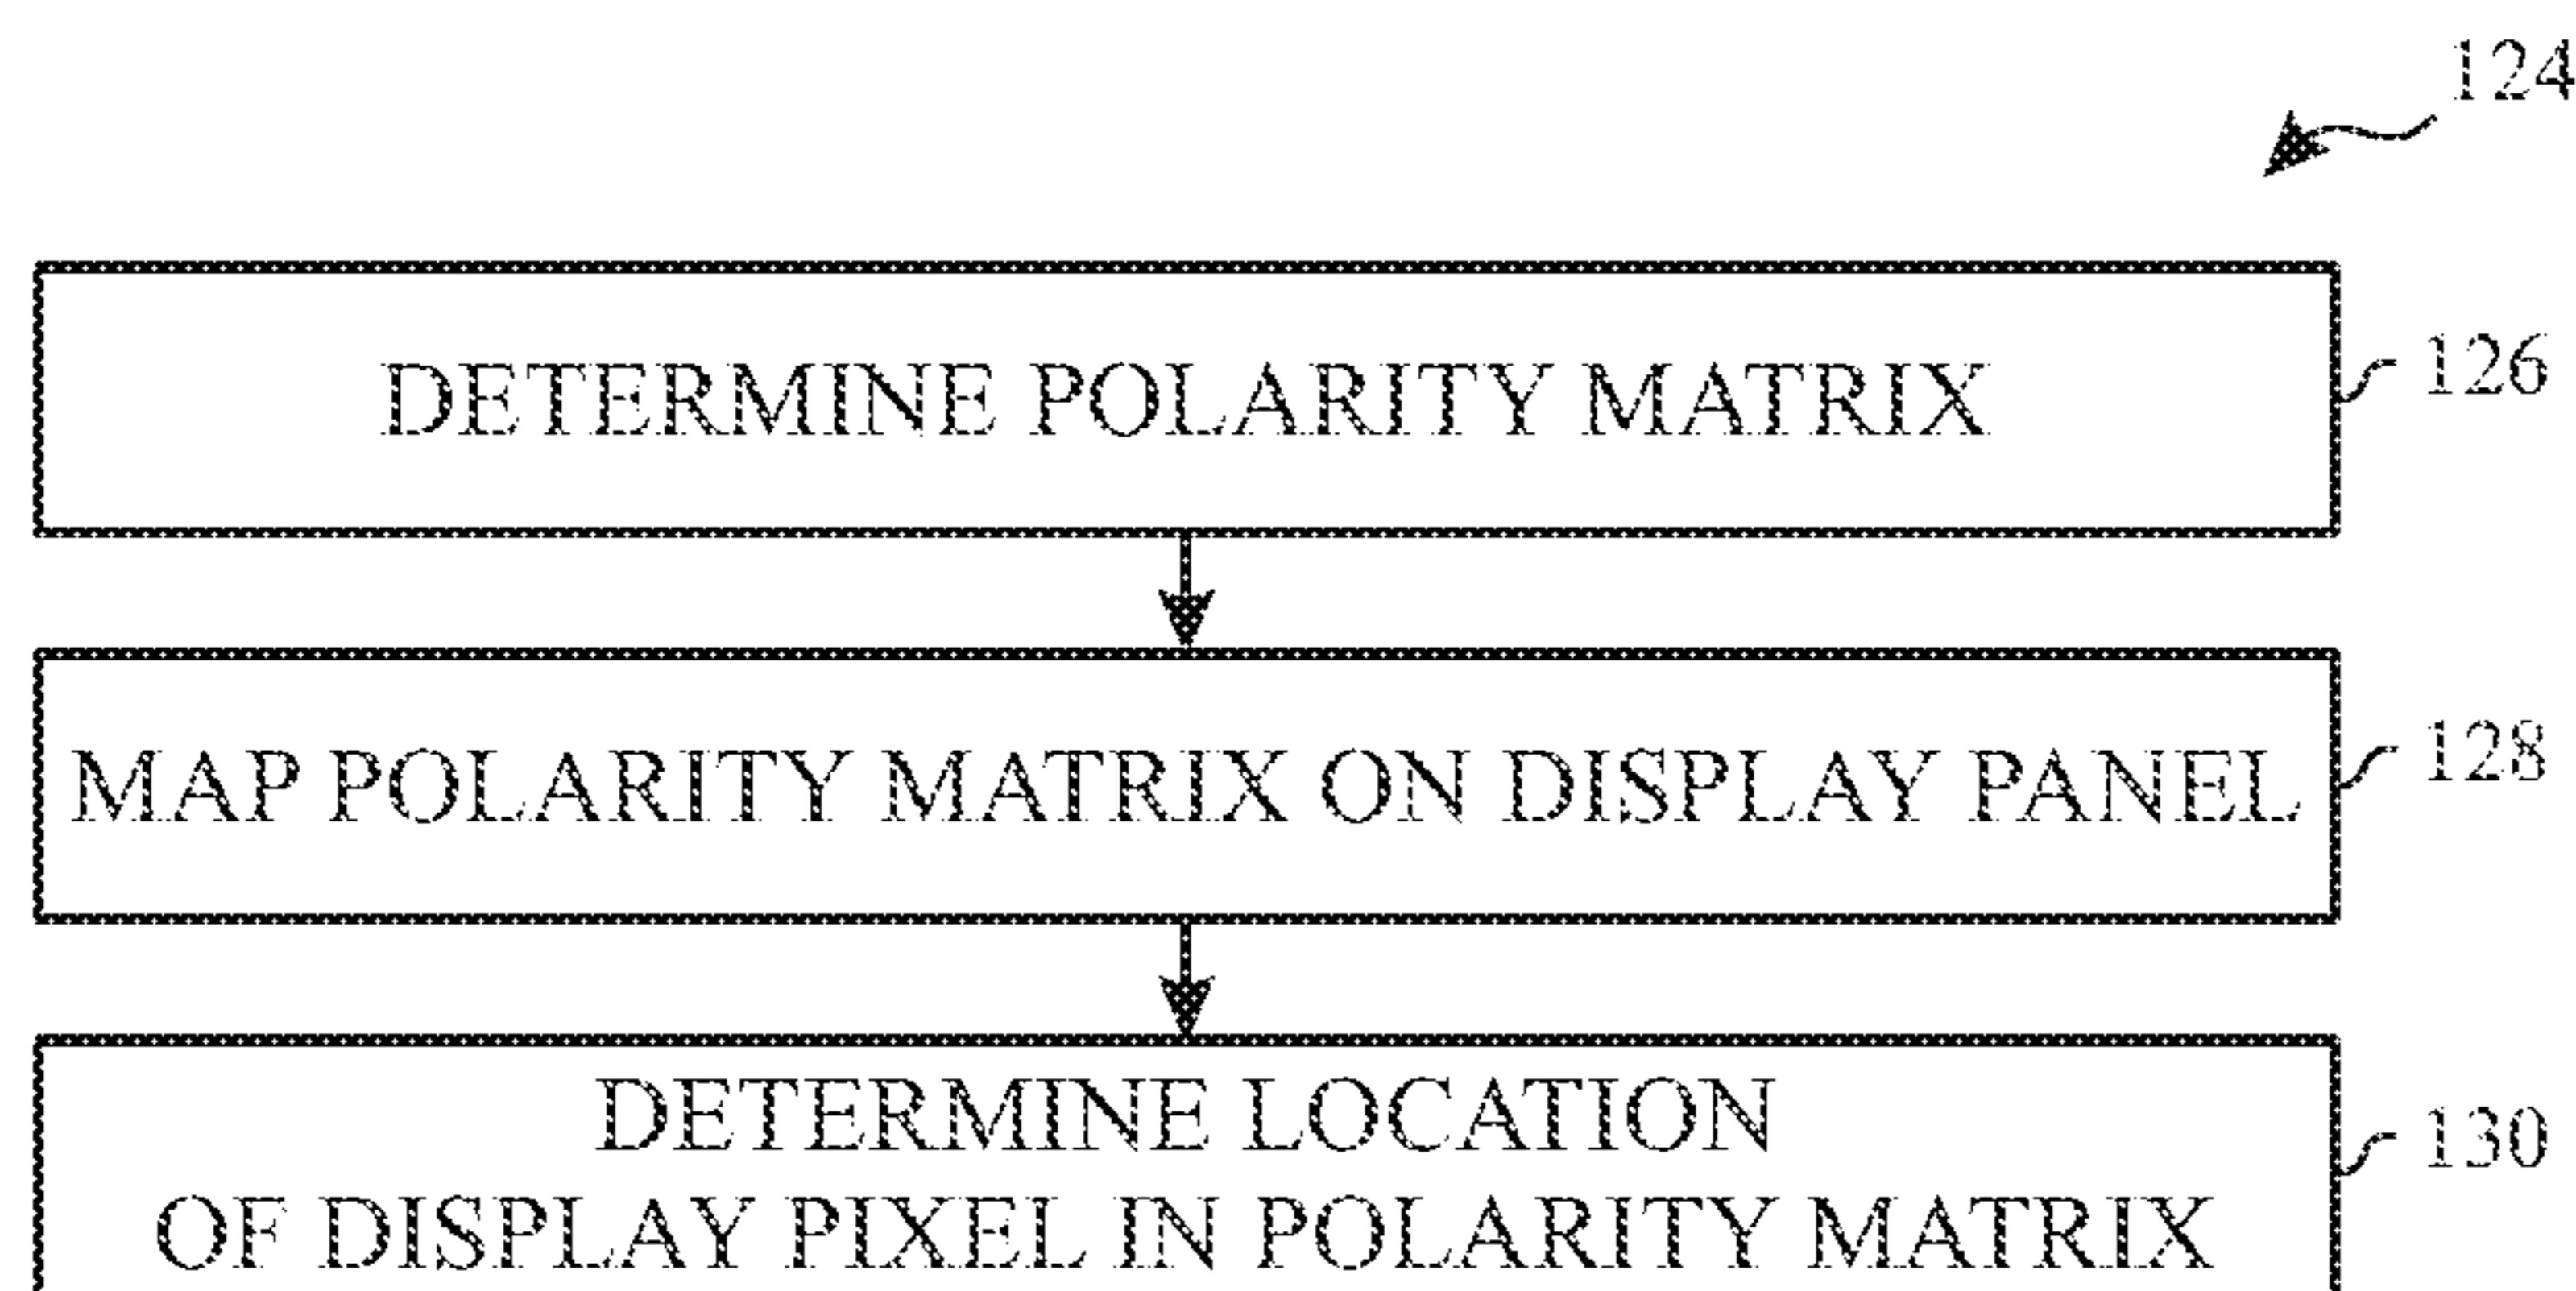 124
DETERMINE POLARITY MATRIX
126
MAP POLARITY MATRIX ON DISPLAY PANEL
128
DETERMINE LOCATION
OF DISPLAY PIXEL IN POLARITY MATRIX
130